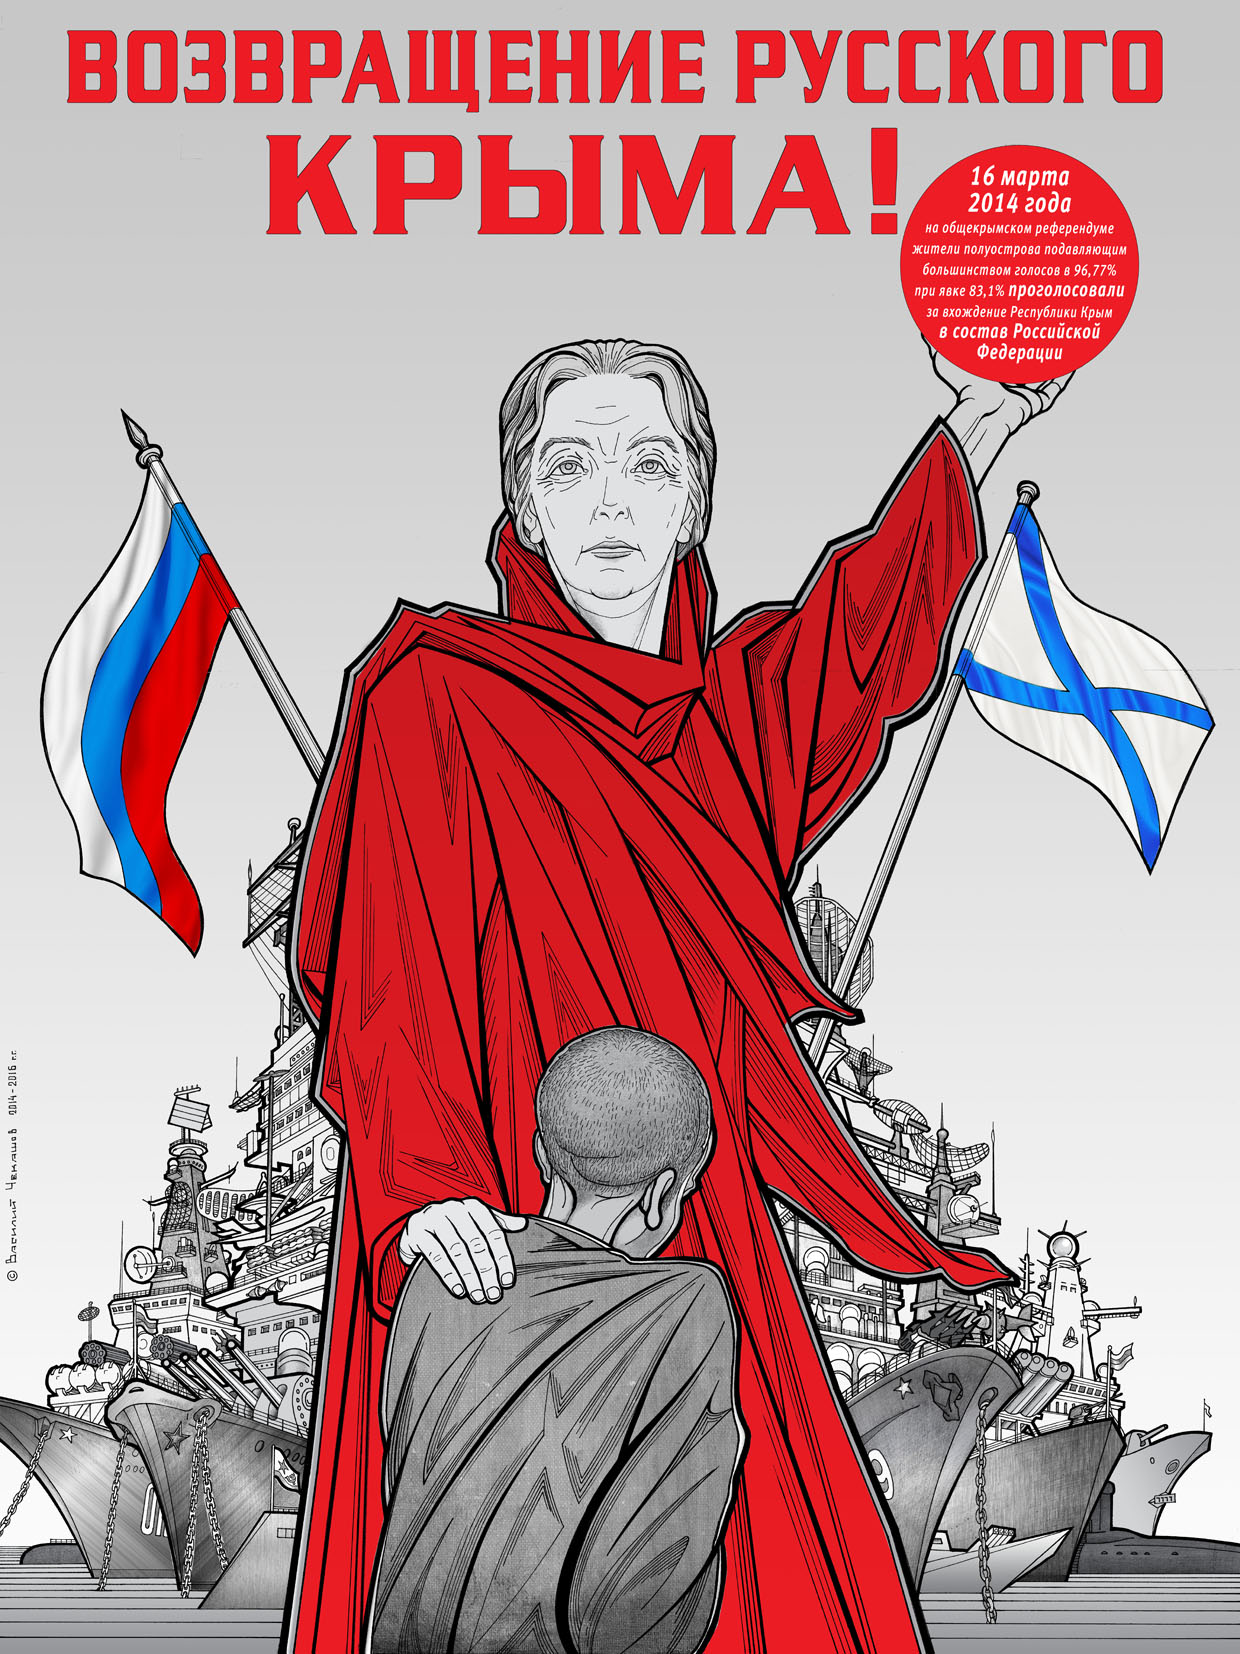 ВОЗВРАЩЕНИЕ РУССКОГО
КРЫМА!
16 марта
2014 года
на общекрымском референдуме
жители полуострова подавляющим
большинством голосов в 96,77%
при явке 83,1% проголосовали
за вхождение Республики Крым
в состав Российской
Федерации
© Василий Чекашов 2014-2016 г.г.